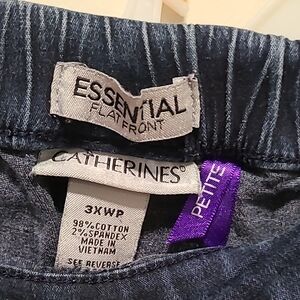 ESSENTIAL
FLAT FRONT
CATHERINES®
PETITE
3XWP
98% COTTON
2% SPANDEX
MADE IN
VIETNAM
SEE REVERSE